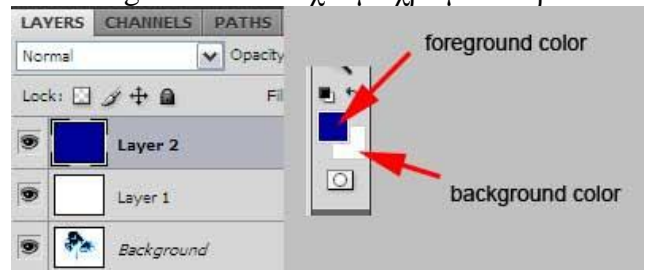 LAYERS CHANNELS PATHS
Normal Opacity
Lock: Fil
Layer 2
Layer 1
Background
foreground color
background color